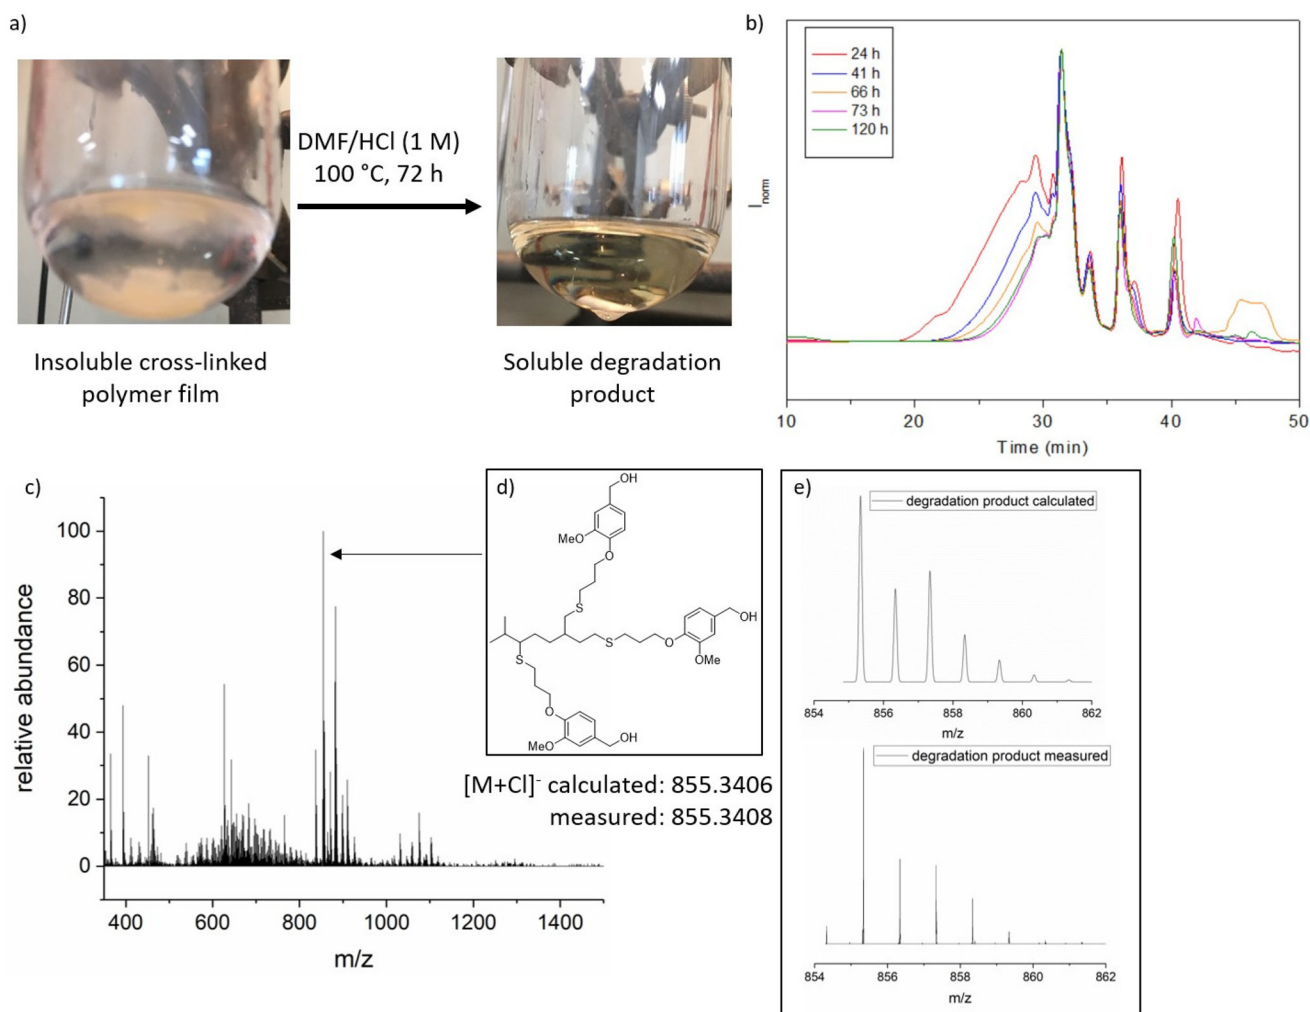 a)
DMF/HCl (1 M)
100 °C, 72 h
Insoluble cross-linked
polymer film
Soluble degradation
product
b)
24 h
41 h
66 h
73 h
120 h
I norm
10 20 30 40 50
Time (min)
c)
100
80
60
40
20
0
relative abundance
400 600 800 1000 1200 1400
m/z
d)
OH
MeO
O
S
OH
S
O
OMe
S
O
MeO
OH
[M+Cl]- calculated: 855.3406
measured: 855.3408
e)
degradation product calculated
854 856 858 860 862
m/z
degradation product measured
854 856 858 860 862
m/z